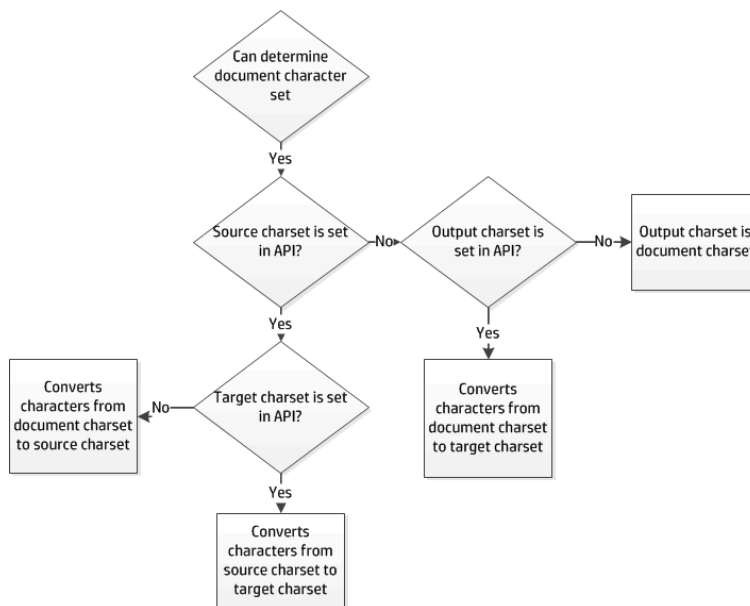 Can determine
document character
set
Yes
Source charset is set
in API?
No
Output charset is
set in API?
No
Output charset is
document charset
Yes
Yes
Target charset is set
in API?
No
Converts
characters from
document charset
to source charset
Converts
characters from
document charset
to target charset
Yes
Converts
characters from
source charset to
target charset